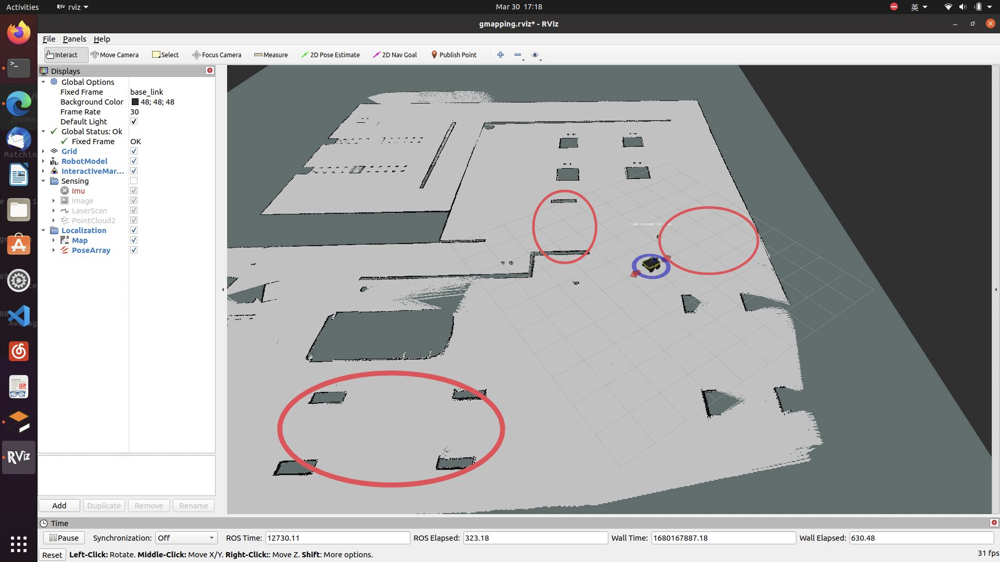 Activities
RViz rviz
Mar 30 17:18
英
gmapping.rviz* - RViz
File Panels Help
Interact Move Camera Select Focus Camera Measure 2D Pose Estimate 2D Nav Goal Publish Point
Displays
Global Options
Fixed Frame base_link
Background Color 48; 48; 48
Frame Rate 30
Default Light
Global Status: Ok
Fixed Frame OK
Grid
RobotModel
InteractiveMar...
Sensing
Imu
Image
LaserScan
PointCloud2
Localization
Map
PoseArray
/home/
Matchin
RViz
Add Duplicate Remove Rename
Time
Pause Synchronization: Off ROS Time: 12730.11 ROS Elapsed: 323.18 Wall Time: 1680167887.18 Wall Elapsed: 630.48
Reset Left-Click: Rotate. Middle-Click: Move X/Y. Right-Click:: Move Z. Shift: More options. 31 fps